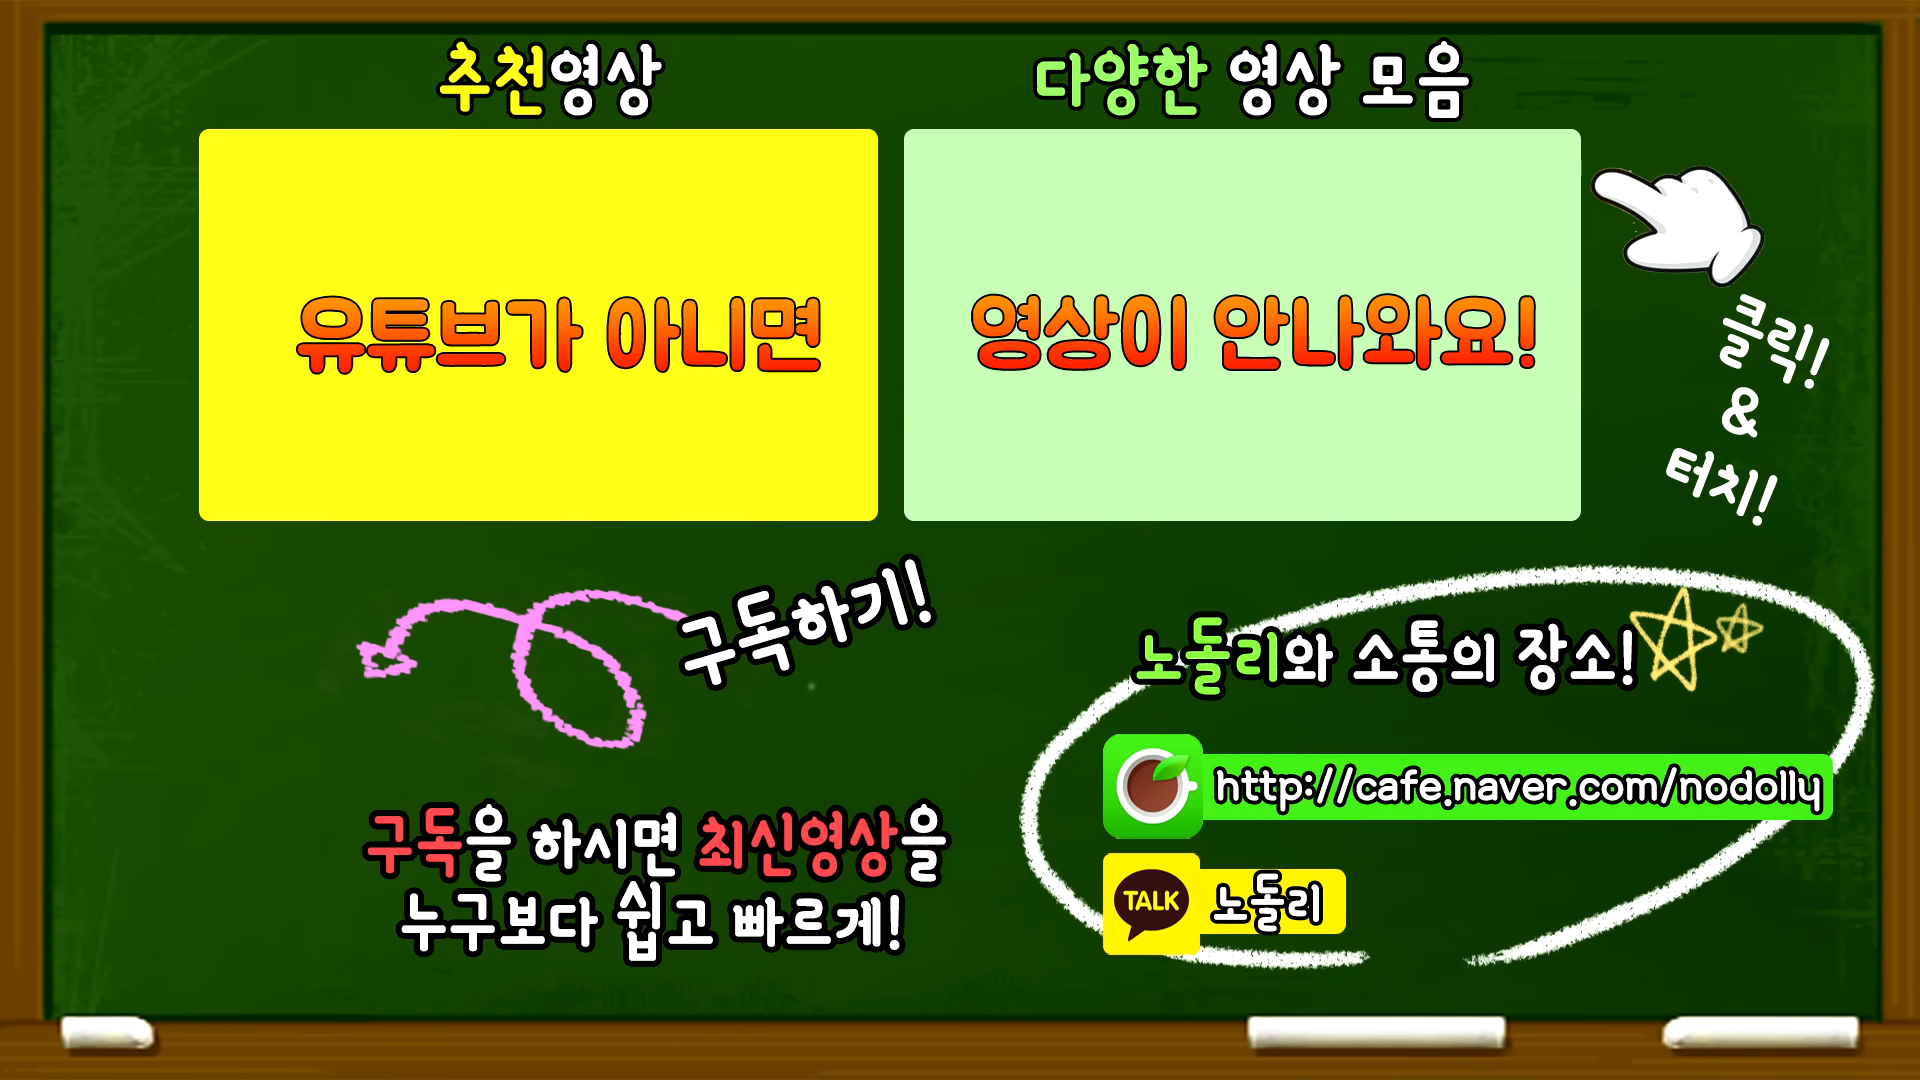 추천영상
다양한 영상 모음
유튜브가 아니면
영상이 안나와요!
클릭!
&
터치!
구독하기!
노돌리와 소통의 장소!
http://cafe.naver.com/nodolly
TALK
노돌리
구독을 하시면 최신영상을
누구보다 쉽고 빠르게!